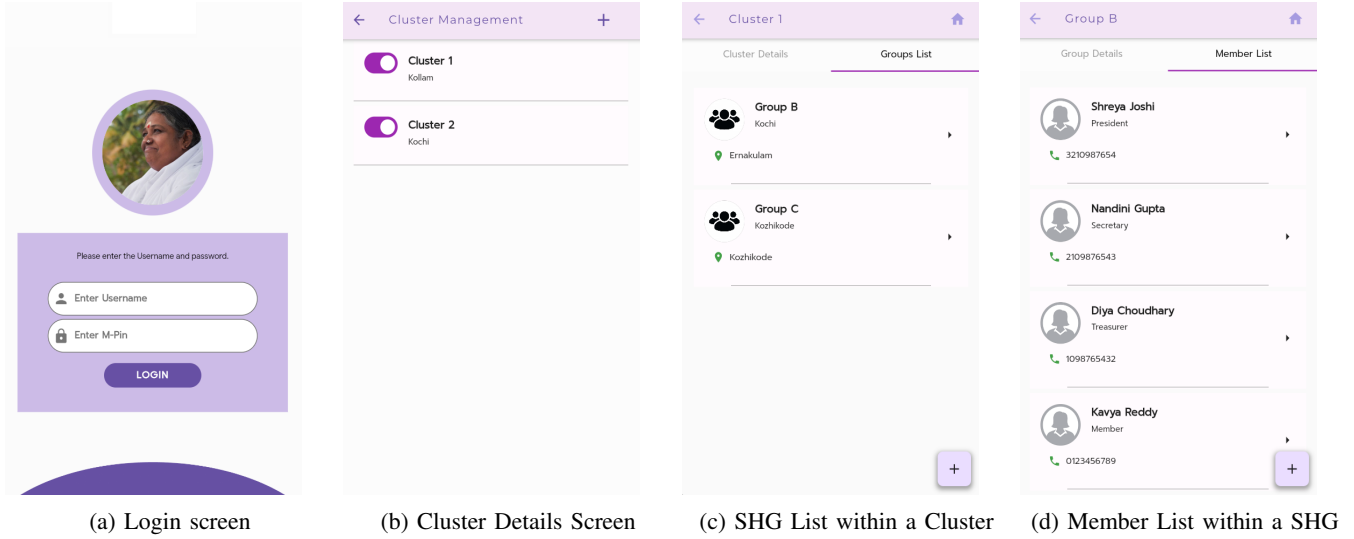 Please enter the Username and password.
Enter Username
Enter M-Pin
LOGIN
(a) Login screen
Cluster Management
Cluster 1
Kollam
Cluster 2
Kochi
(b) Cluster Details Screen
Cluster 1
Cluster Details Groups List
Group B
Kochi
Ernakulam
Group C
Kozhikode
Kozhikode
+
(c) SHG List within a Cluster
Group B
Group Details Member List
Shreya Joshi
President
3210987654
Nandini Gupta
Secretary
2109876543
Diya Choudhary
Treasurer
1098765432
Kavya Reddy
Member
0123456789
+
(d) Member List within a SHG